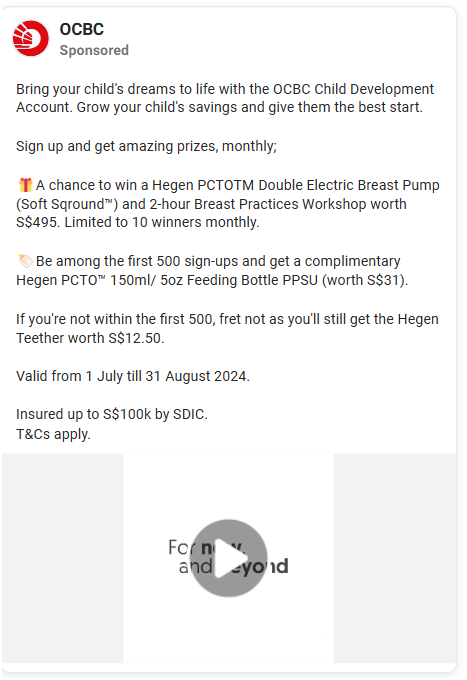 OCBC
Sponsored
Bring your child's dreams to life with the OCBC Child Development
Account. Grow your child's savings and give them the best start.
Sign up and get amazing prizes, monthly;
🎁 A chance to win a Hegen PCTOTM Double Electric Breast Pump
(Soft Sqround™) and 2-hour Breast Practices Workshop worth
S$495. Limited to 10 winners monthly.
🍼 Be among the first 500 sign-ups and get a complimentary
Hegen PCTO™ 150ml/ 5oz Feeding Bottle PPSU (worth S$31).
If you're not within the first 500, fret not as you'll still get the Hegen
Teether worth S$12.50.
Valid from 1 July till 31 August 2024.
Insured up to S$100k by SDIC.
T&Cs apply.
For now,
and beyond